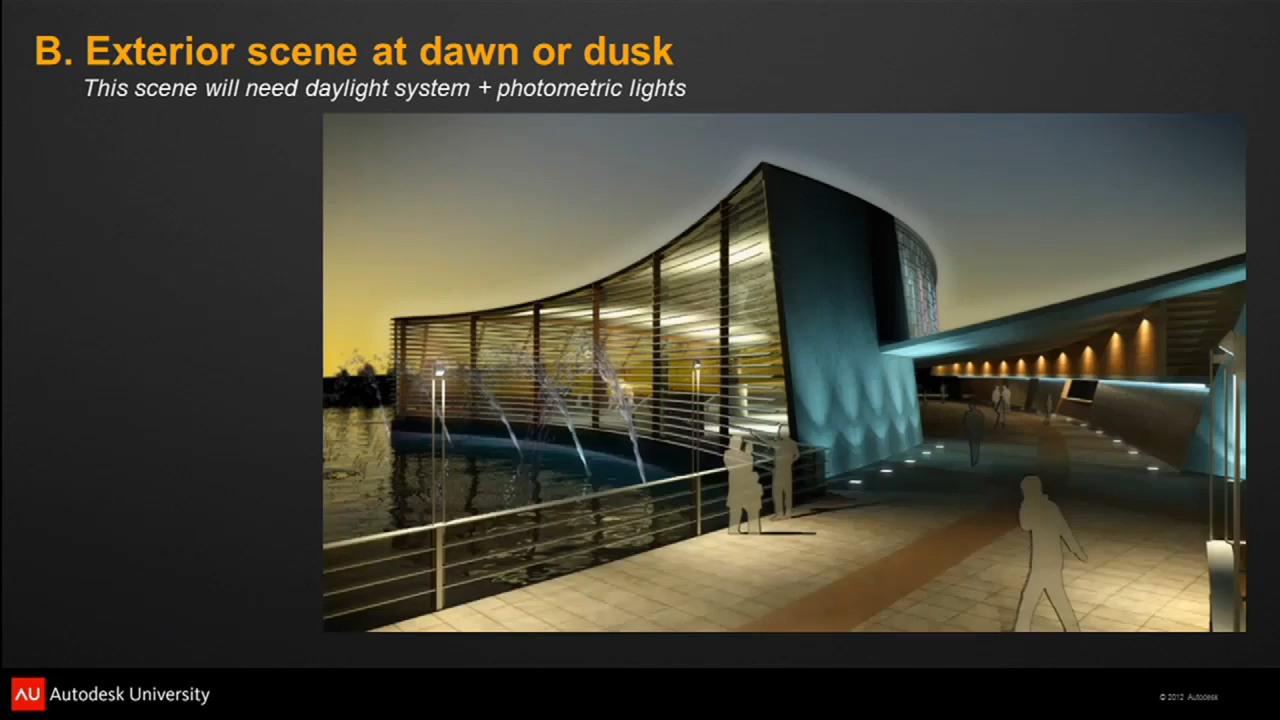 B. Exterior scene at dawn or dusk
This scene will need daylight system + photometric lights
AU Autodesk University
© 2012 Autodesk